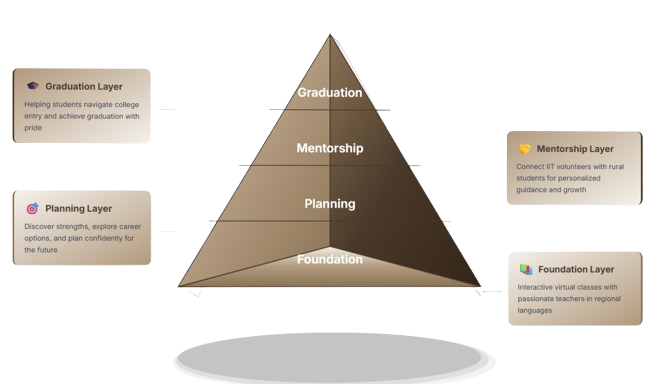 Graduation
Mentorship
Planning
Foundation
Graduation Layer
Helping students navigate college
entry and achieve graduation with
pride
Planning Layer
Discover strengths, explore career
options, and plan confidently for
the future
Mentorship Layer
Connect IIT volunteers with rural
students for personalized
guidance and growth
Foundation Layer
Interactive virtual classes with
passionate teachers in regional
languages